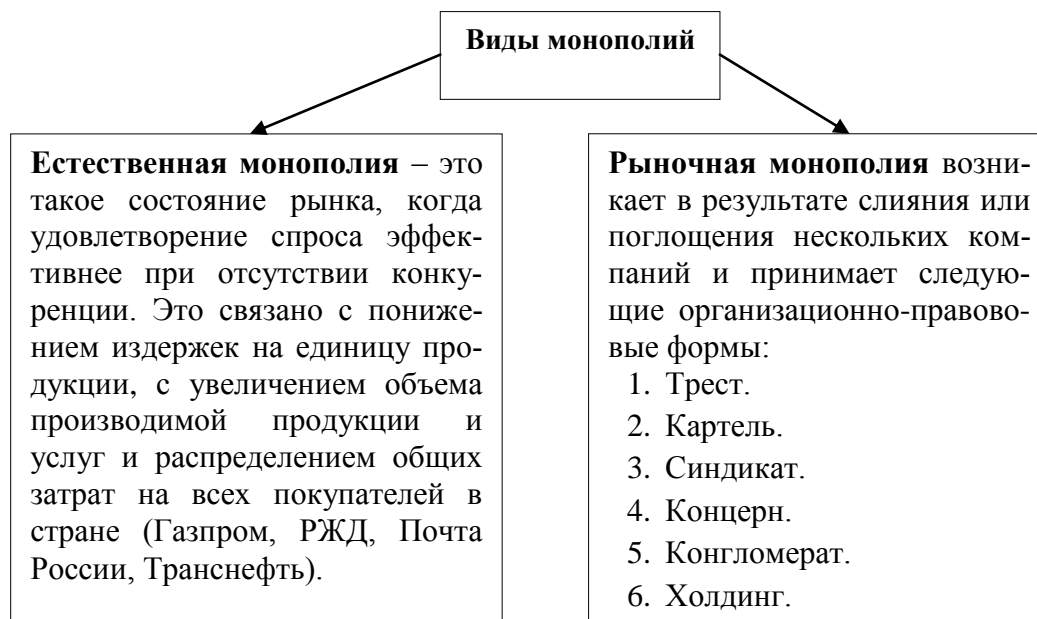 Виды монополий
Естественная монополия – это
такое состояние рынка, когда
удовлетворение спроса эффек-
тивнее при отсутствии конку-
ренции. Это связано с пониже-
нием издержек на единицу про-
дукции, с увеличением объема
производимой продукции и
услуг и распределением общих
затрат на всех покупателей в
стране (Газпром, РЖД, Почта
России, Транснефть).
Рыночная монополия возни-
кает в результате слияния или
поглощения нескольких ком-
паний и принимает следую-
щие организационно-правово-
вые формы:
1. Трест.
2. Картель.
3. Синдикат.
4. Концерн.
5. Конгломерат.
6. Холдинг.